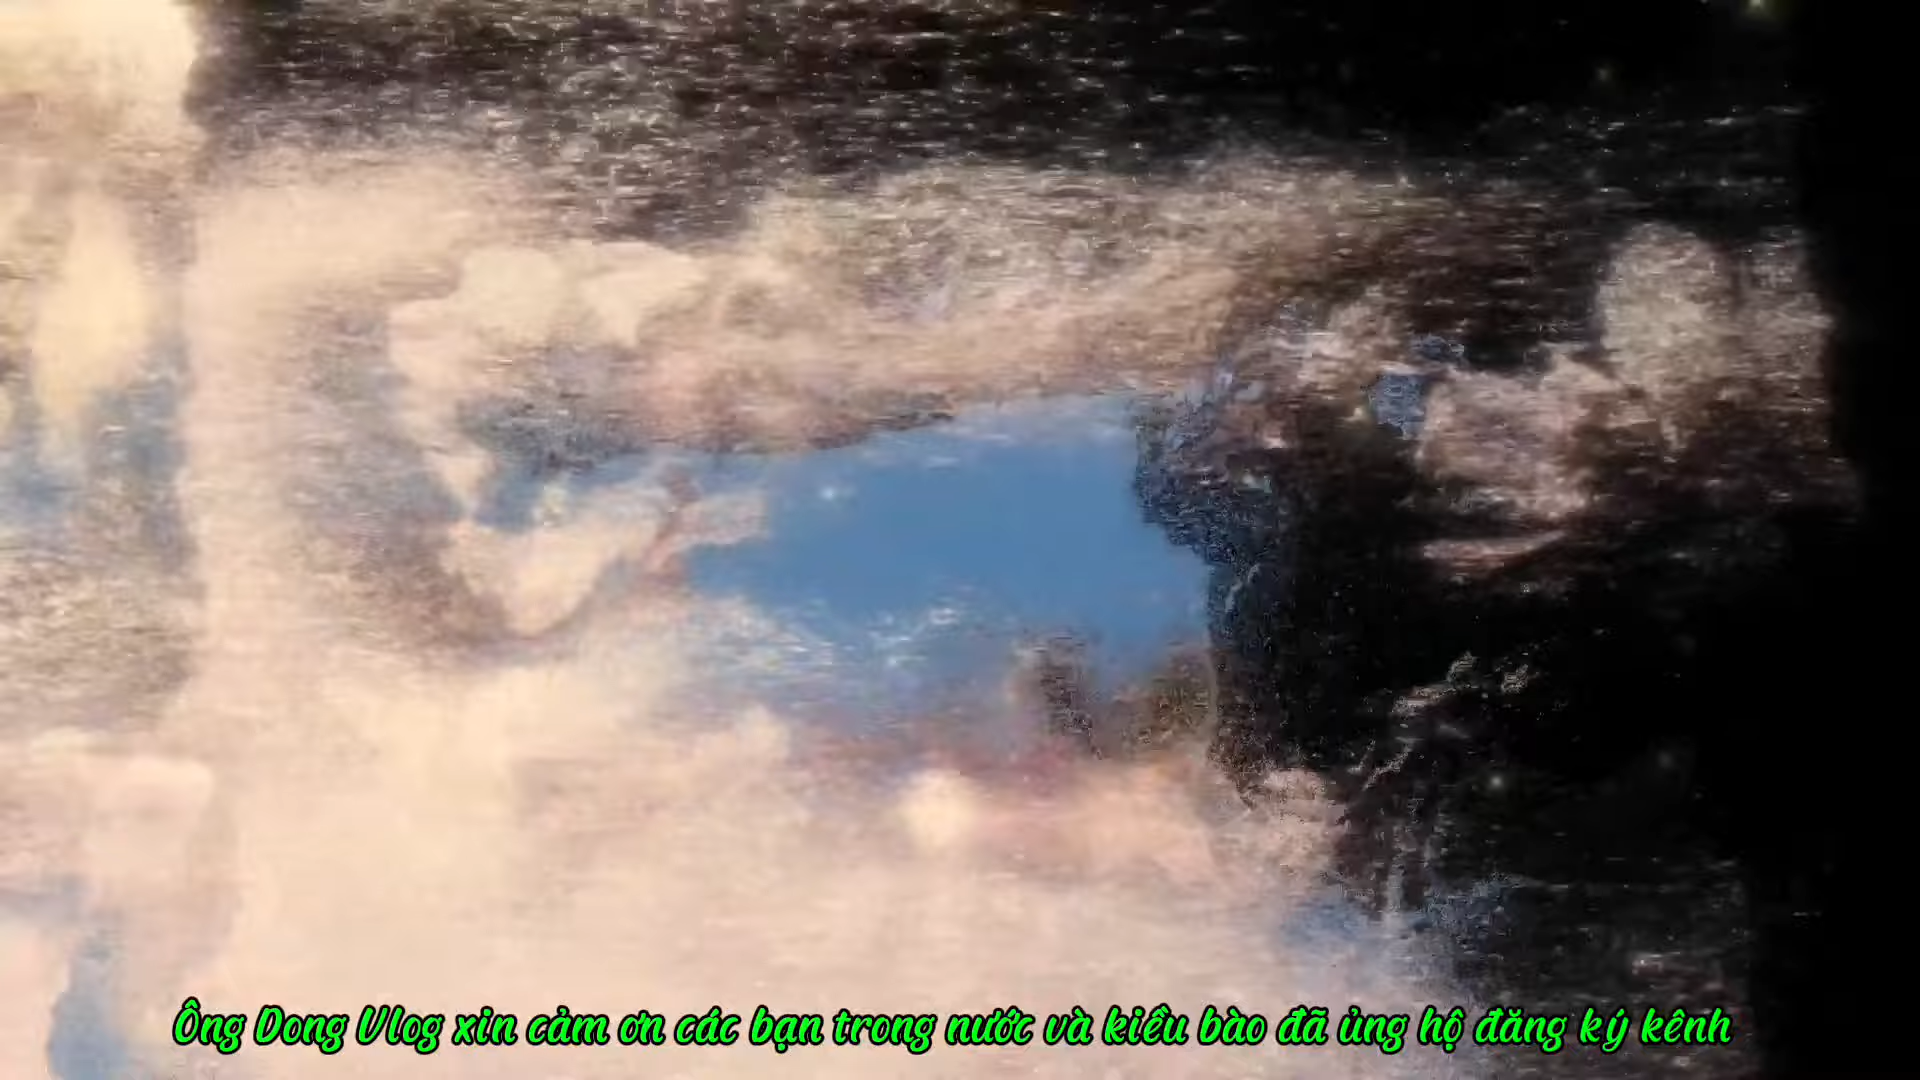 Ông Dong Vlog xin cảm ơn các bạn trong nước và kiều bào đã ủng hộ đăng ký kênh